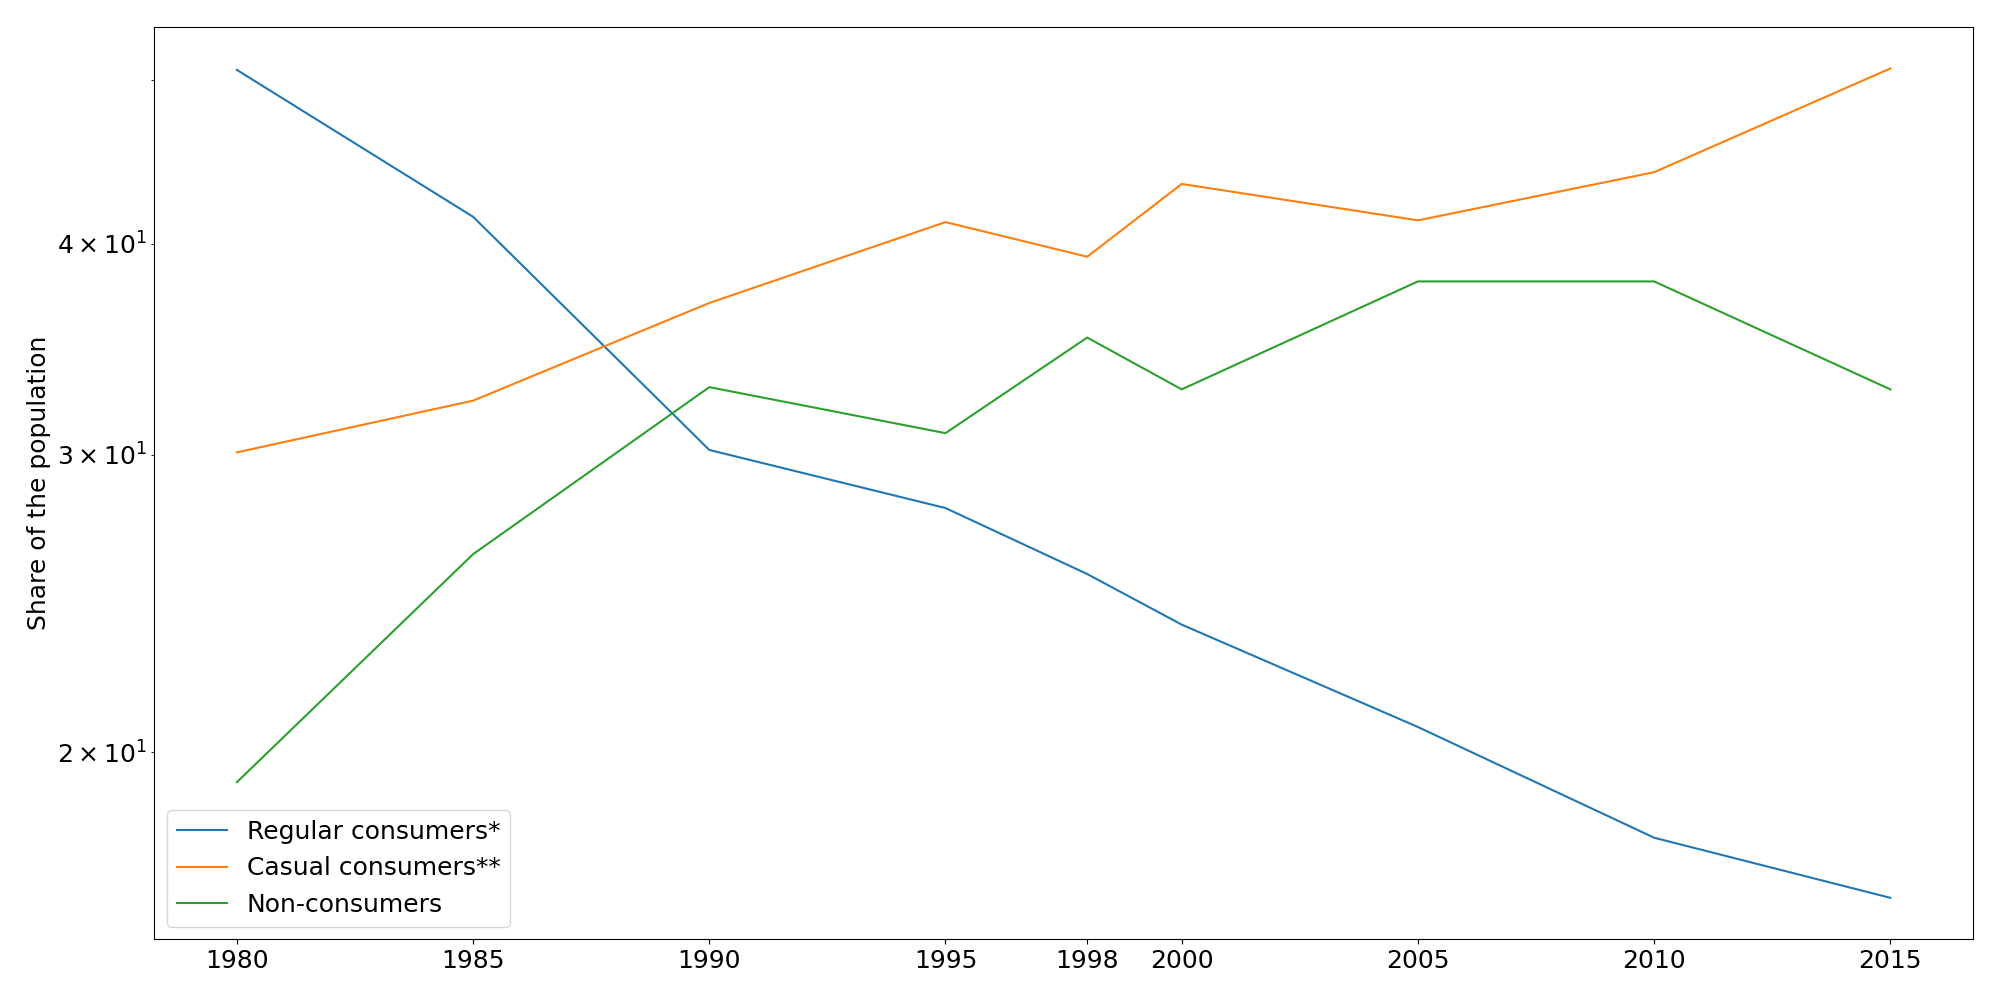 Share of the population
4 × 10¹
3 × 10¹
2 × 10¹
Regular consumers*
Casual consumers**
Non-consumers
1980 1985 1990 1995 1998 2000 2005 2010 2015